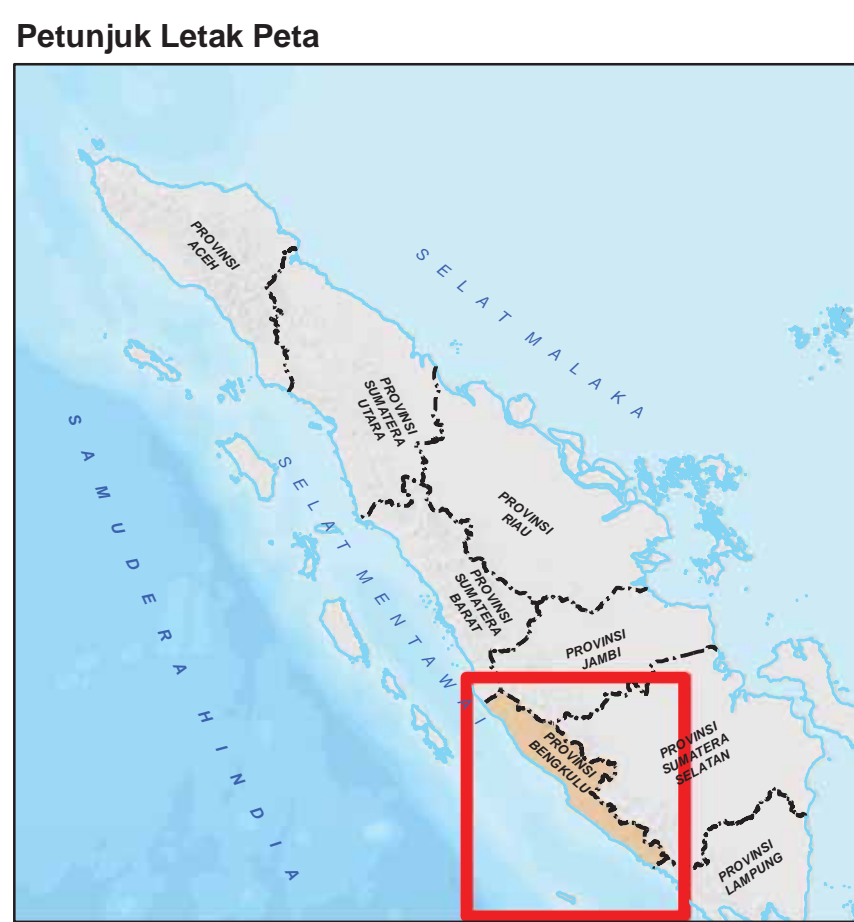 Petunjuk Letak Peta
PROVINSI
ACEH
SELAT MALAKA
PROVINSI
SUMATERA
UTARA
SAMUDERA HINDIA
SELAT MENTAWAI
PROVINSI
RIAU
PROVINSI
SUMATERA
BARAT
PROVINSI
JAMBI
PROVINSI
BENGKULU
PROVINSI
SUMATERA
SELATAN
PROVINSI
LAMPUNG